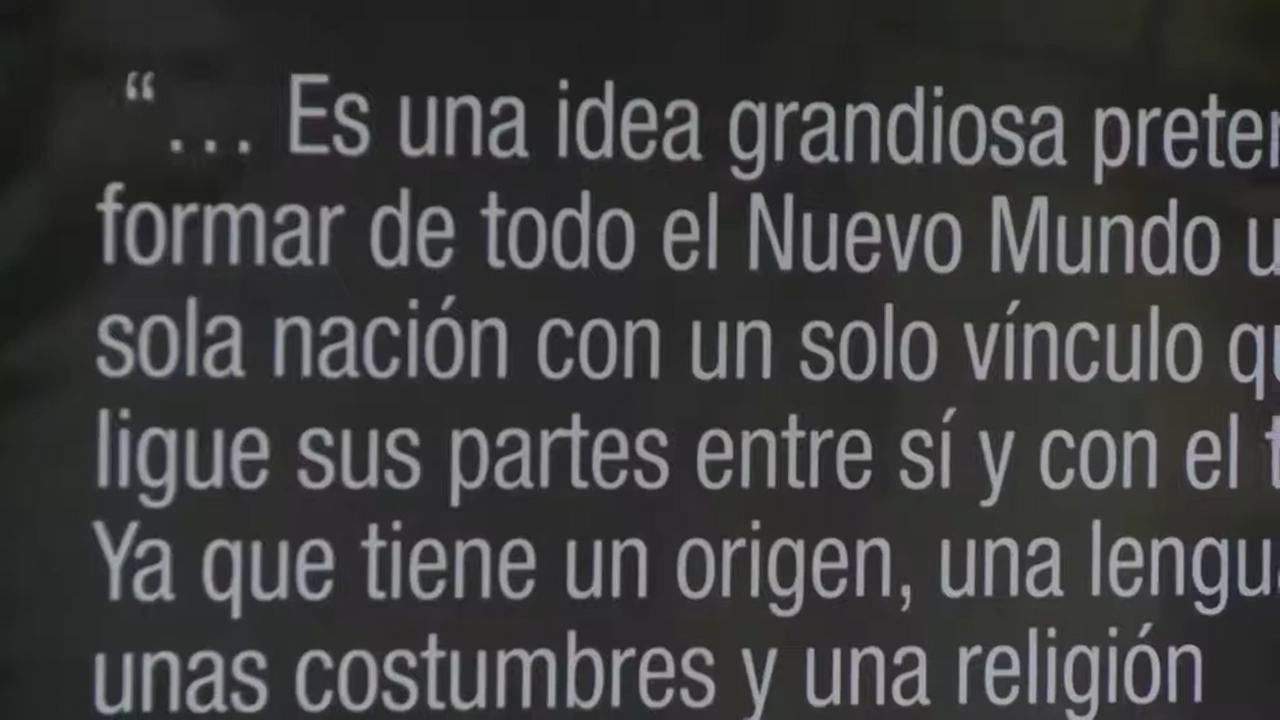 “... Es una idea grandiosa
formar de todo el Nuevo Mundo
sola nación con un solo vínculo
ligue sus partes entre sí y con el
Ya que tiene un origen, una
unas costumbres y una religión